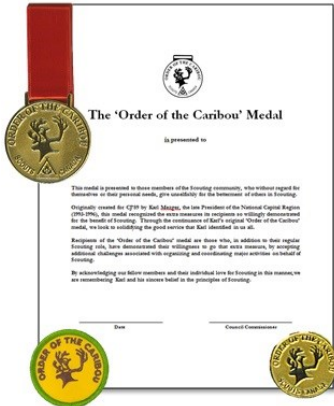 ORDER OF THE CARIBOU
SCOUTS CANADA
ORDER OF THE CARIBOU
The 'Order of the Caribou' Medal
is presented to
This medal is presented to those members of the Scouting community, who without regard for
themselves or their personal needs, give unselfishly for the betterment of others in Scouting.
Originally created for CJ'89 by Karl Menger, the late President of the National Capital Region
(1993-1996), this medal recognized the extra measures its recipients so willingly demonstrated
for the benefit of Scouting. Through the continuance of Karl's original 'Order of the Caribou'
medal, we look to solidifying the good service that Karl identified in us all.
Recipients of the 'Order of the Caribou' medal are those who, in addition to their regular
Scouting role, have demonstrated their willingness to go that extra measure, by accepting
additional challenges associated with organizing and coordinating major activities on behalf of
Scouting.
By acknowledging our fellow members and their individual love for Scouting in this manner, we
are remembering Karl and his sincere belief in the principles of Scouting.
Date
Council Commissioner
ORDER OF THE CARIBOU
ORDER OF THE CARIBOU